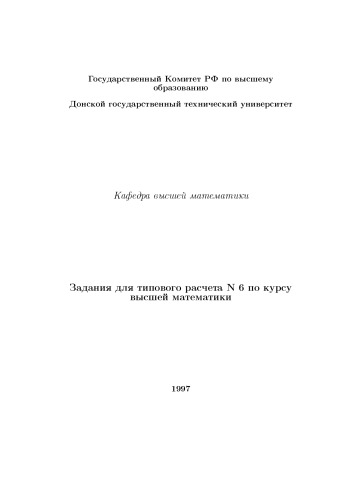 Государственный Комитет РФ по высшему
образованию
Донской государственный технический университет
Кафедра высшей математики
Задания для типового расчета N 6 по курсу
высшей математики
1997